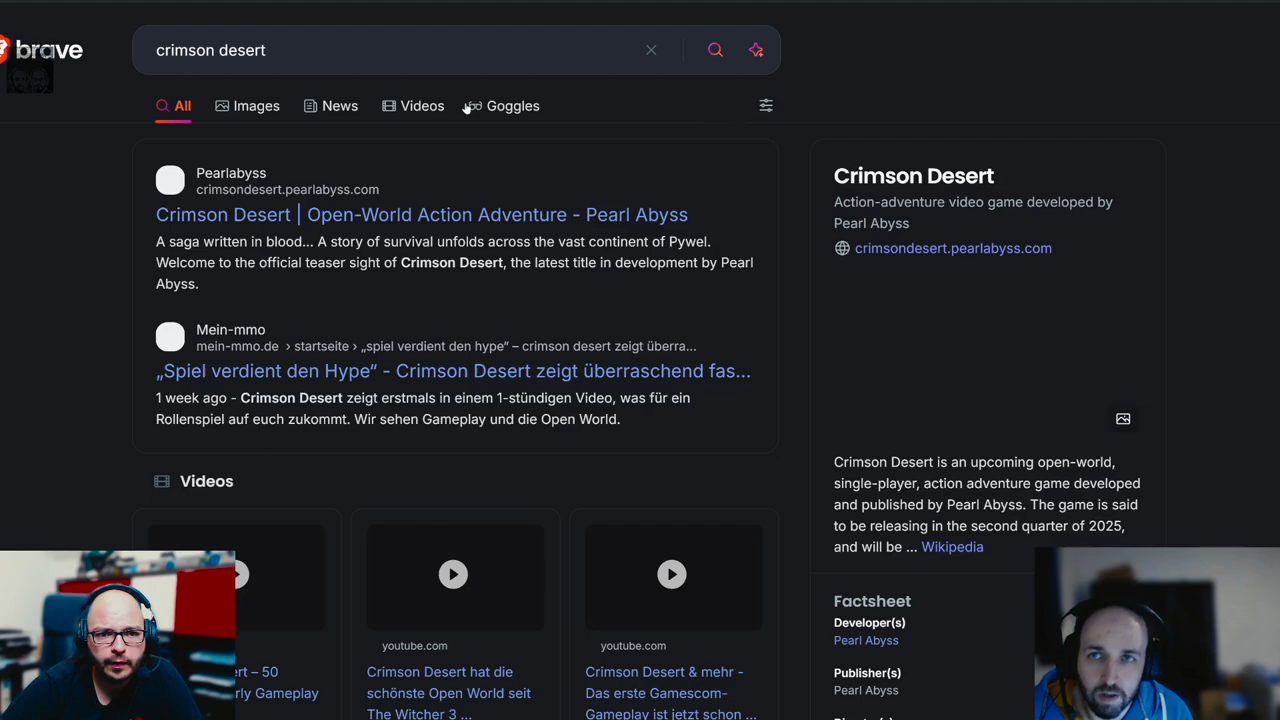 brave
crimson desert
All
Images
News
Videos
Goggles
Pearlabyss
crimsondesert.pearlabyss.com
Crimson Desert | Open-World Action Adventure - Pearl Abyss
A saga written in blood... A story of survival unfolds across the vast continent of Pywel.
Welcome to the official teaser sight of Crimson Desert, the latest title in development by Pearl
Abyss.
Mein-mmo
mein-mmo.de › startseite › „spiel verdient den hype“ – crimson desert zeigt überra...
„Spiel verdient den Hype“ - Crimson Desert zeigt überraschend fas...
1 week ago - Crimson Desert zeigt erstmals in einem 1-stündigen Video, was für ein
Rollenspiel auf euch zukommt. Wir sehen Gameplay und die Open World.
Videos
ert – 50
rly Gameplay
youtube.com
Crimson Desert hat die
schönste Open World seit
The Witcher 3 ...
youtube.com
Crimson Desert & mehr -
Das erste Gamescom-
Gameplay ist jetzt schon ...
Crimson Desert
Action-adventure video game developed by
Pearl Abyss
crimsondesert.pearlabyss.com
Crimson Desert is an upcoming open-world,
single-player, action adventure game developed
and published by Pearl Abyss. The game is said
to be releasing in the second quarter of 2025,
and will be ... Wikipedia
Factsheet
Developer(s)
Pearl Abyss
Publisher(s)
Pearl Abyss